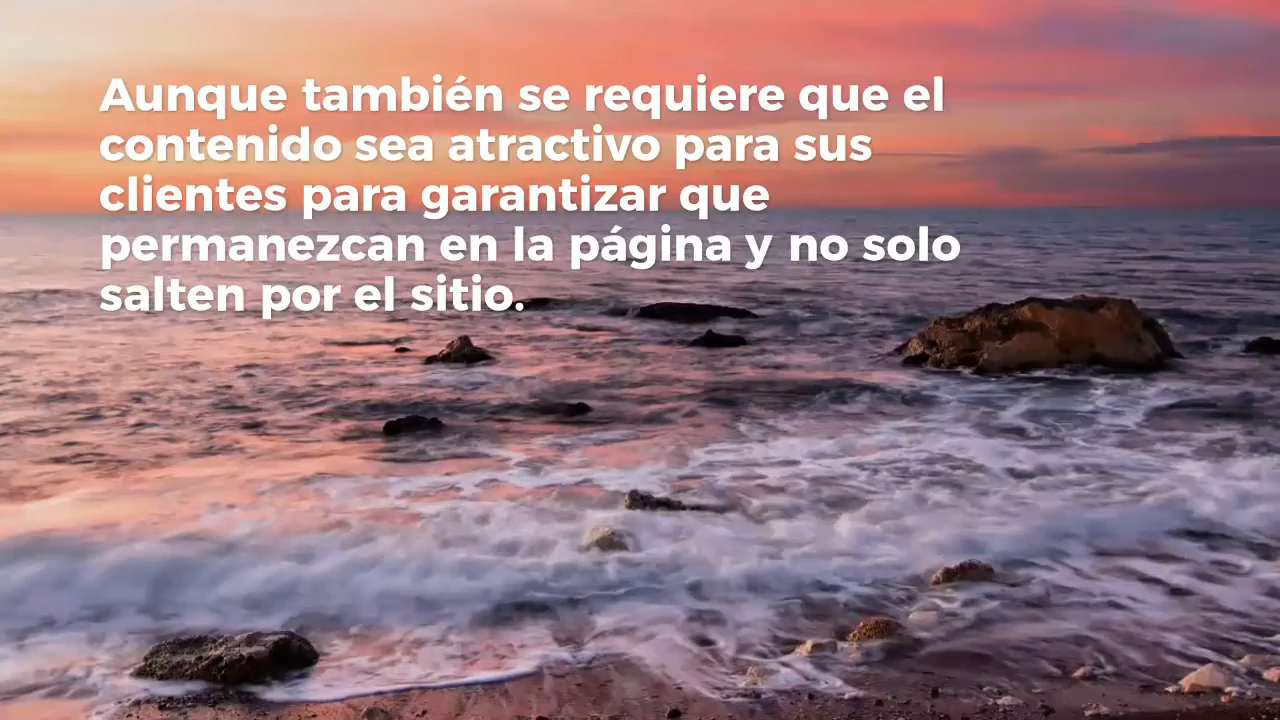 Aunque también se requiere que el
contenido sea atractivo para sus
clientes para garantizar que
permanezcan en la página y no solo
salten por el sitio.